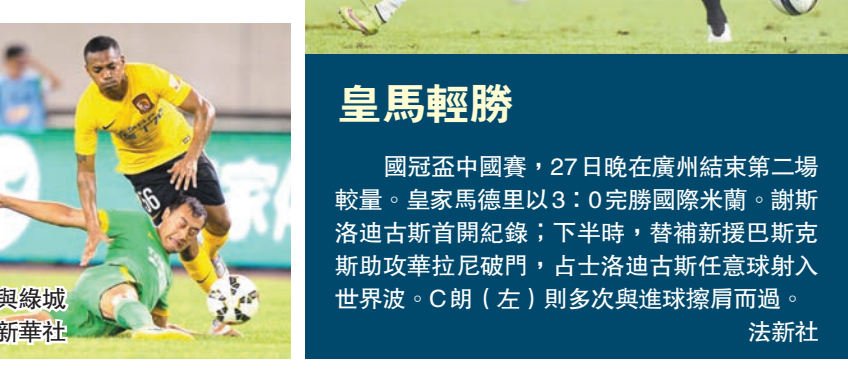 與綠城
新華社
皇馬輕勝
國冠盃中國賽，27日晚在廣州結束第二場
較量。皇家馬德里以3：0完勝國際米蘭。謝斯
洛迪古斯首開紀錄；下半時，替補新援巴斯克
斯助攻華拉尼破門，占士洛迪古斯任意球射入
世界波。C朗（左）則多次與進球擦肩而過。
法新社